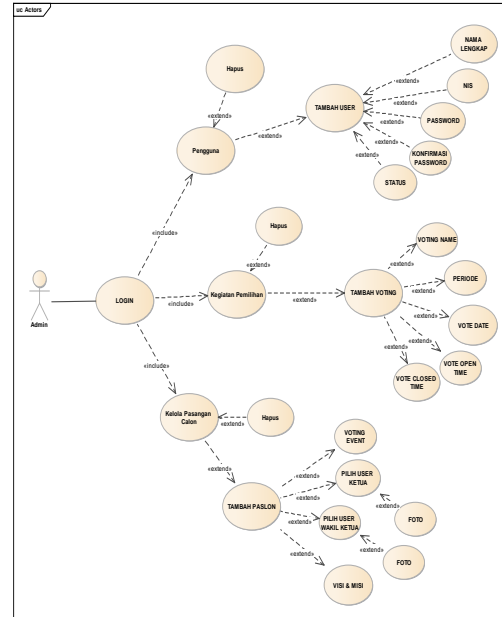 uc Actors
NAMA
LENGKAP
Hapus
«extend»
NIS
«extend»
«extend»
TAMBAH USER
«extend»
PASSWORD
«extend»
Pengguna
«extend»
KONFIRMASI
PASSWORD
«extend»
STATUS
«include»
Hapus
VOTING NAME
«extend»
«extend»
PERIODE
LOGIN
«include»
Kegiatan Pemilihan
«extend»
TAMBAH VOTING
«extend»
Admin
«extend»
VOTE DATE
«extend»
«extend»
VOTE OPEN
TIME
VOTE CLOSED
TIME
«include»
Kelola Pasangan
Calon
«extend»
Hapus
VOTING
EVENT
«extend»
«extend»
PILIH USER
KETUA
«extend»
«extend»
TAMBAH PASLON
«extend»
PILIH USER
WAKIL KETUA
FOTO
«extend»
«extend»
FOTO
VISI & MISI